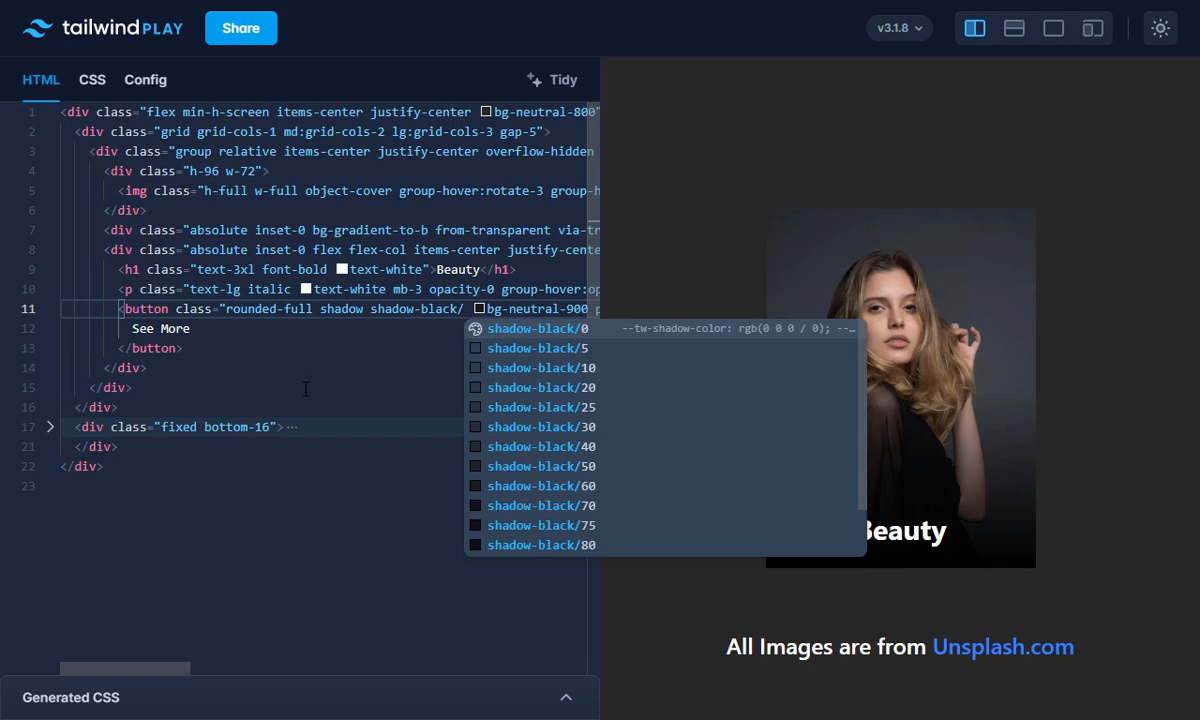 tailwind PLAY
Share
v3.1.8
HTML CSS Config
Tidy
1 <div class="flex min-h-screen items-center justify-center bg-neutral-800"
2 <div class="grid grid-cols-1 md:grid-cols-2 lg:grid-cols-3 gap-5">
3 <div class="group relative items-center justify-center overflow-hidden
4 <div class="h-96 w-72">
5 <img class="h-full w-full object-cover group-hover:rotate-3 group-h
6 </div>
7 <div class="absolute inset-0 bg-gradient-to-b from-transparent via-tr
8 <div class="absolute inset-0 flex flex-col items-center justify-cente
9 <h1 class="text-3xl font-bold text-white">Beauty</h1>
10 <p class="text-lg italic text-white mb-3 opacity-0 group-hover:op
11 <button class="rounded-full shadow shadow-black/ bg-neutral-900 p
12 See More
13 </button>
14 </div>
15 </div>
16 </div>
17 <div class="fixed bottom-16"> ⋯
21 </div>
22 </div>
23
shadow-black/0 --tw-shadow-color: rgb(0 0 0 / 0); --…
shadow-black/5
shadow-black/10
shadow-black/20
shadow-black/25
shadow-black/30
shadow-black/40
shadow-black/50
shadow-black/60
shadow-black/70
shadow-black/75
shadow-black/80
Beauty
All Images are from Unsplash.com
Generated CSS